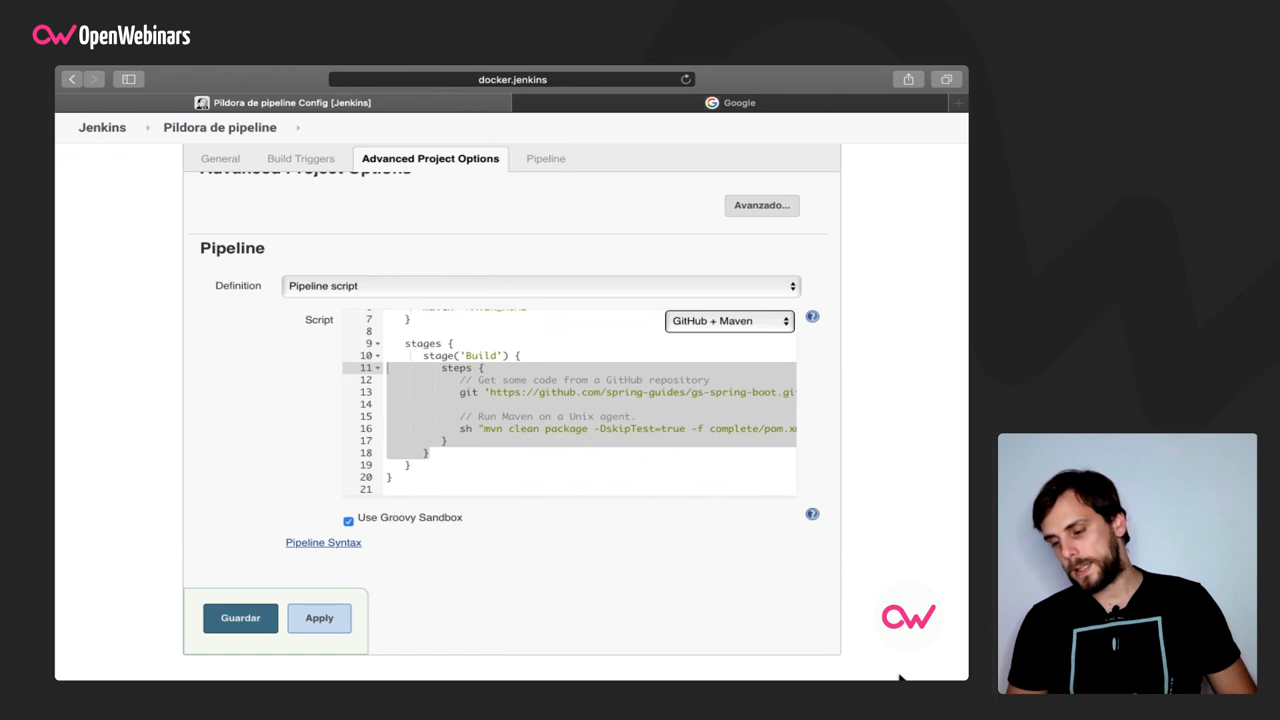 OpenWebinars
docker.jenkins
Pildora de pipeline Config [Jenkins]
Google
Jenkins
Pildora de pipeline
General
Build Triggers
Advanced Project Options
Pipeline
Advanced Project Options
Avanzado...
Pipeline
Definition
Pipeline script
Script
GitHub + Maven
7 }
8
9 stages {
10 stage('Build') {
11 steps {
12 // Get some code from a GitHub repository
13 git 'https://github.com/spring-guides/gs-spring-boot.gi
14
15 // Run Maven on a Unix agent.
16 sh "mvn clean package -DskipTest=true -f complete/pom.x
17 }
18 }
19 }
20 }
21
Use Groovy Sandbox
Pipeline Syntax
Guardar
Apply